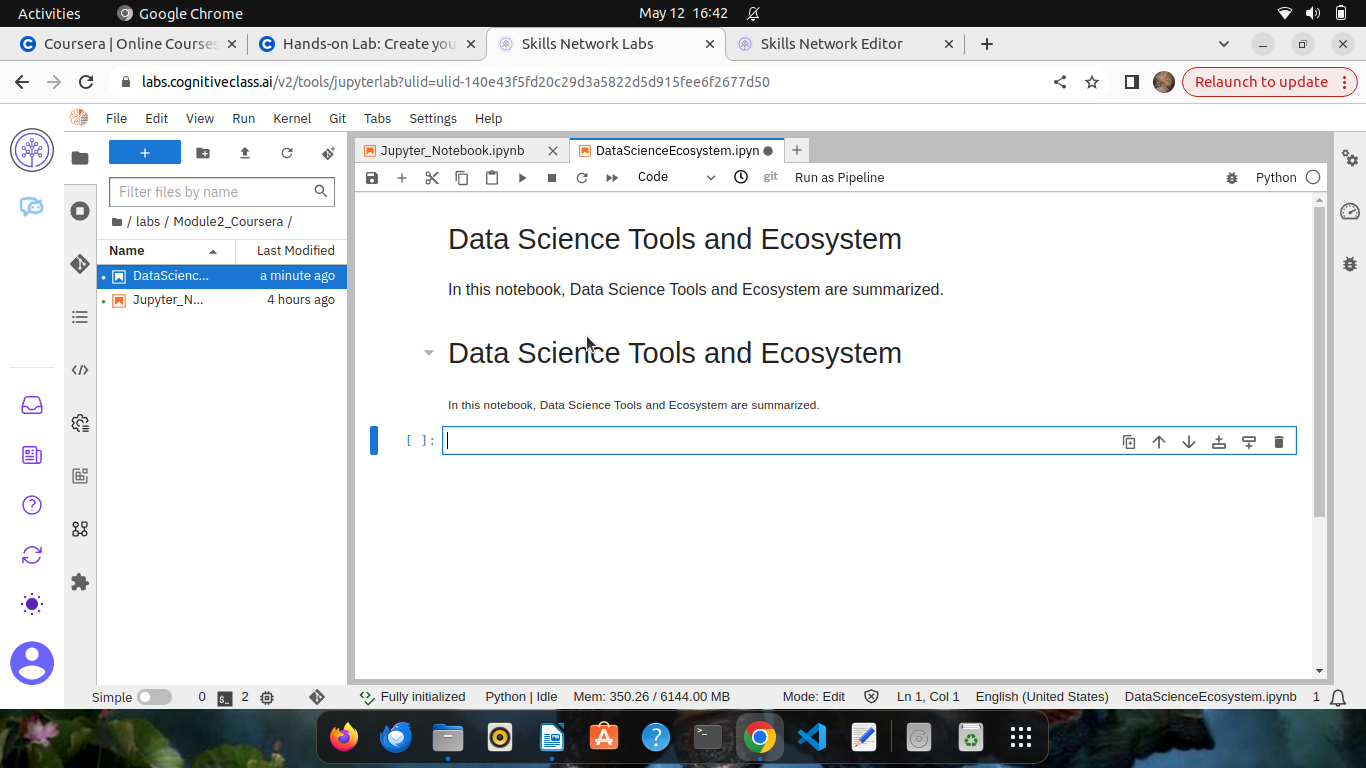 Activities Google Chrome May 12 16:42
Coursera | Online Courses Hands-on Lab: Create you Skills Network Labs Skills Network Editor
labs.cognitiveclass.ai/v2/tools/jupyterlab?ulid=ulid-140e43f5fd20c29d3a5822d5d915fee6f2677d50 Relaunch to update
File Edit View Run Kernel Git Tabs Settings Help
Jupyter_Notebook.ipynb DataScienceEcosystem.ipyn
Code git Run as Pipeline Python
Filter files by name
/ labs / Module2_Coursera /
Name Last Modified
DataScienc... a minute ago
Jupyter_N... 4 hours ago
Data Science Tools and Ecosystem
In this notebook, Data Science Tools and Ecosystem are summarized.
Data Science Tools and Ecosystem
In this notebook, Data Science Tools and Ecosystem are summarized.
[ ]:
Simple 0 2 Fully initialized Python | Idle Mem: 350.26 / 6144.00 MB Mode: Edit Ln 1, Col 1 English (United States) DataScienceEcosystem.ipynb 1